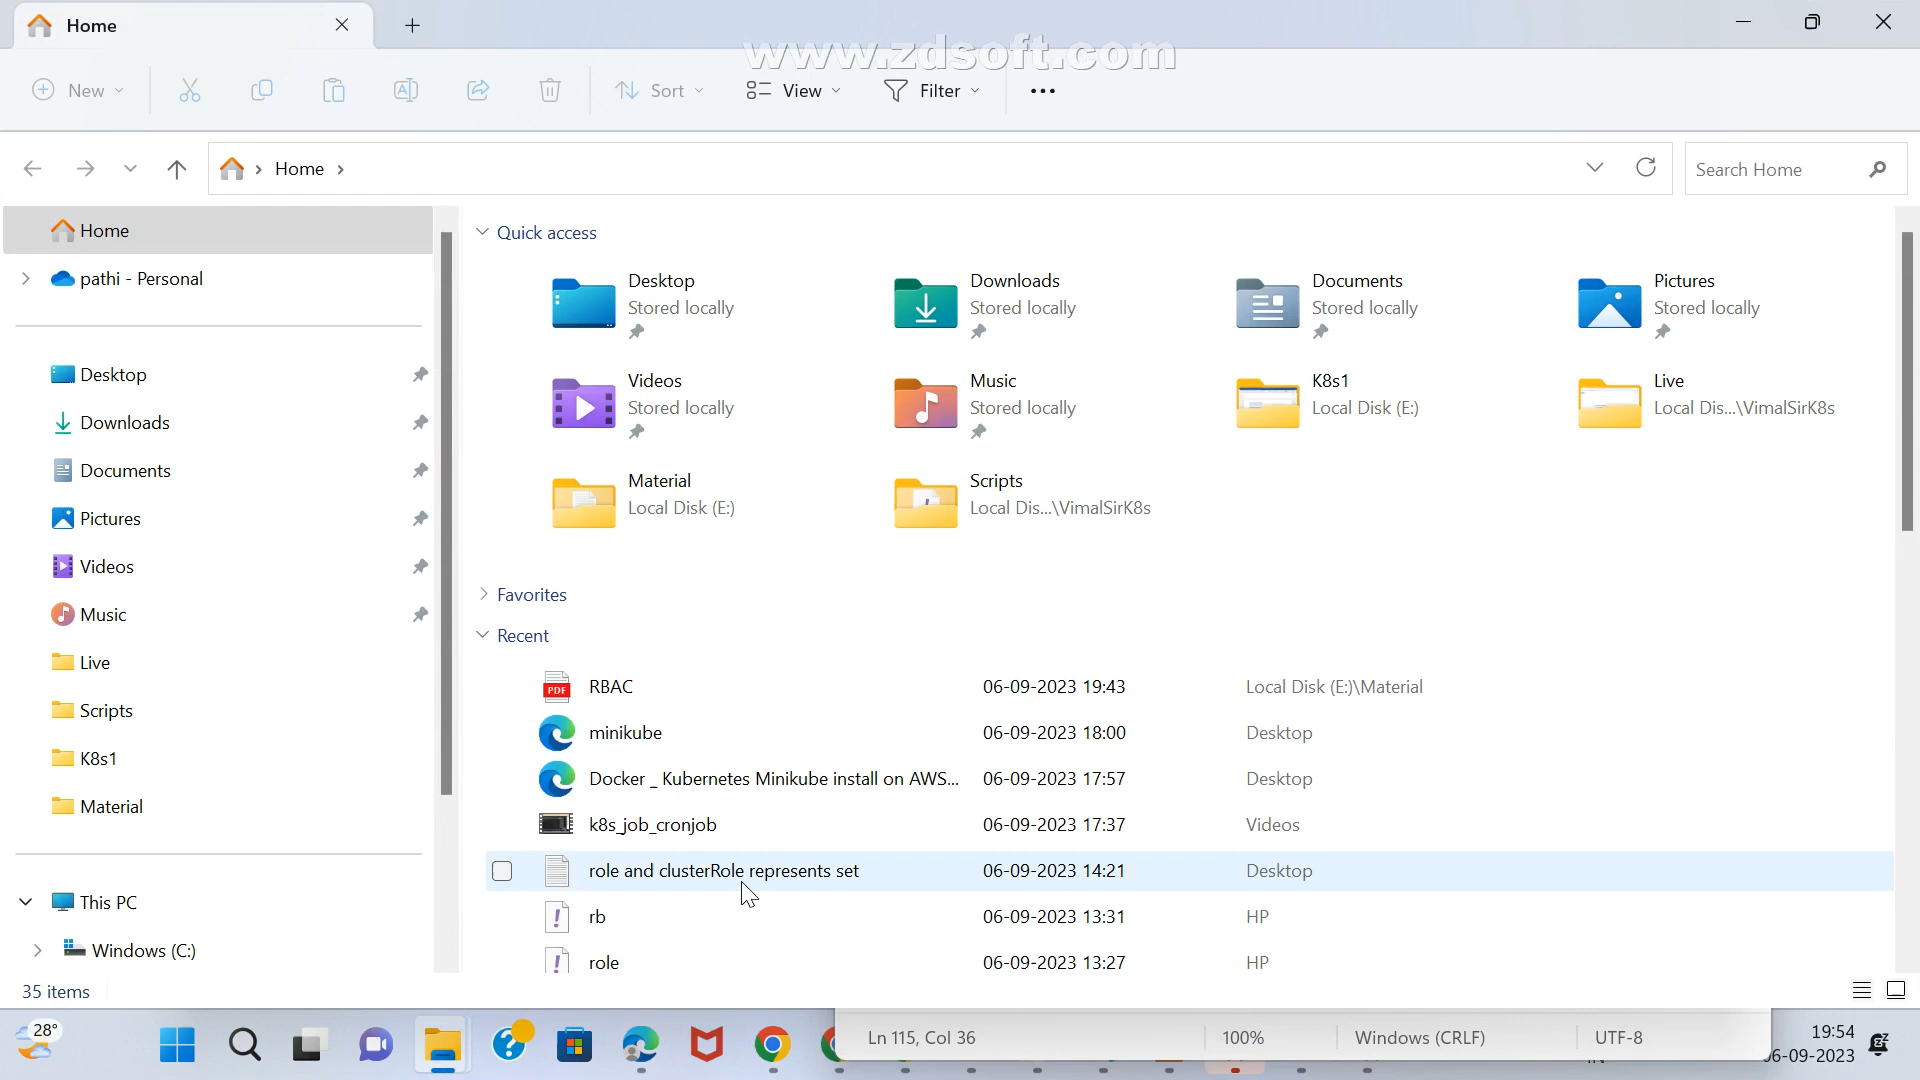 Home
www.zdsoft.com
New
Sort
View
Filter
Home
Search Home
Home
pathi - Personal
Desktop
Downloads
Documents
Pictures
Videos
Music
Live
Scripts
K8s1
Material
This PC
Windows (C:)
Quick access
Desktop
Stored locally
Downloads
Stored locally
Documents
Stored locally
Pictures
Stored locally
Videos
Stored locally
Music
Stored locally
K8s1
Local Disk (E:)
Live
Local Dis...\VimalSirK8s
Material
Local Disk (E:)
Scripts
Local Dis...\VimalSirK8s
Favorites
Recent
RBAC 06-09-2023 19:43 Local Disk (E:)\Material
minikube 06-09-2023 18:00 Desktop
Docker _ Kubernetes Minikube install on AWS... 06-09-2023 17:57 Desktop
k8s_job_cronjob 06-09-2023 17:37 Videos
role and clusterRole represents set 06-09-2023 14:21 Desktop
rb 06-09-2023 13:31 HP
role 06-09-2023 13:27 HP
35 items
28°
Ln 115, Col 36 100% Windows (CRLF) UTF-8
19:54
06-09-2023